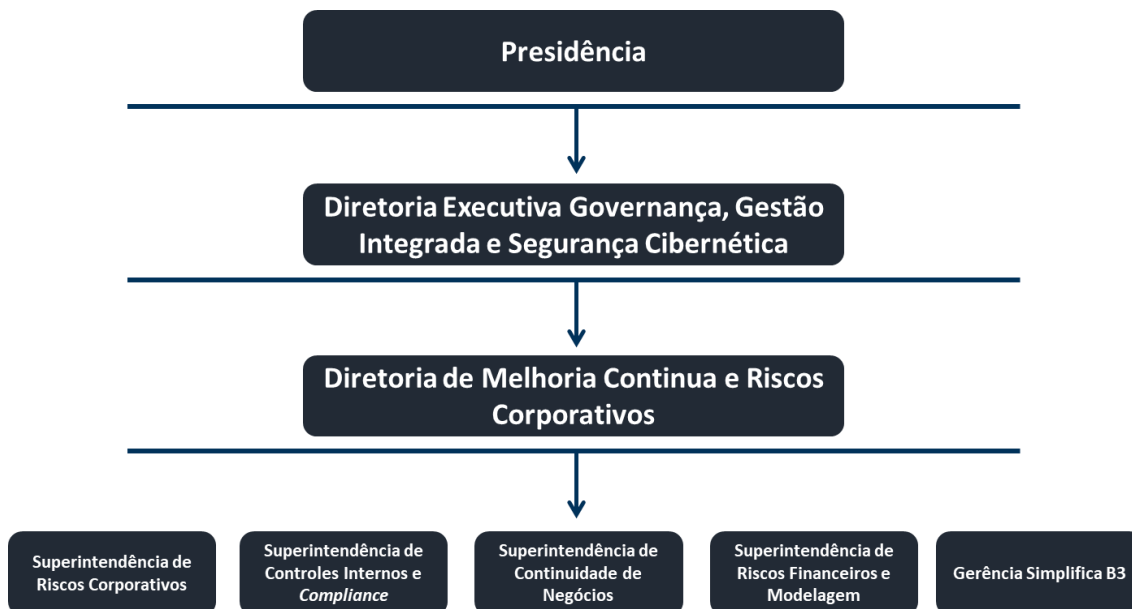 Presidência
Diretoria Executiva Governança, Gestão
Integrada e Segurança Cibernética
Diretoria de Melhoria Continua e Riscos
Corporativos
Superintendência de
Riscos Corporativos
Superintendência de
Controles Internos e
Compliance
Superintendência de
Continuidade de
Negócios
Superintendência de
Riscos Financeiros e
Modelagem
Gerência Simplifica B3